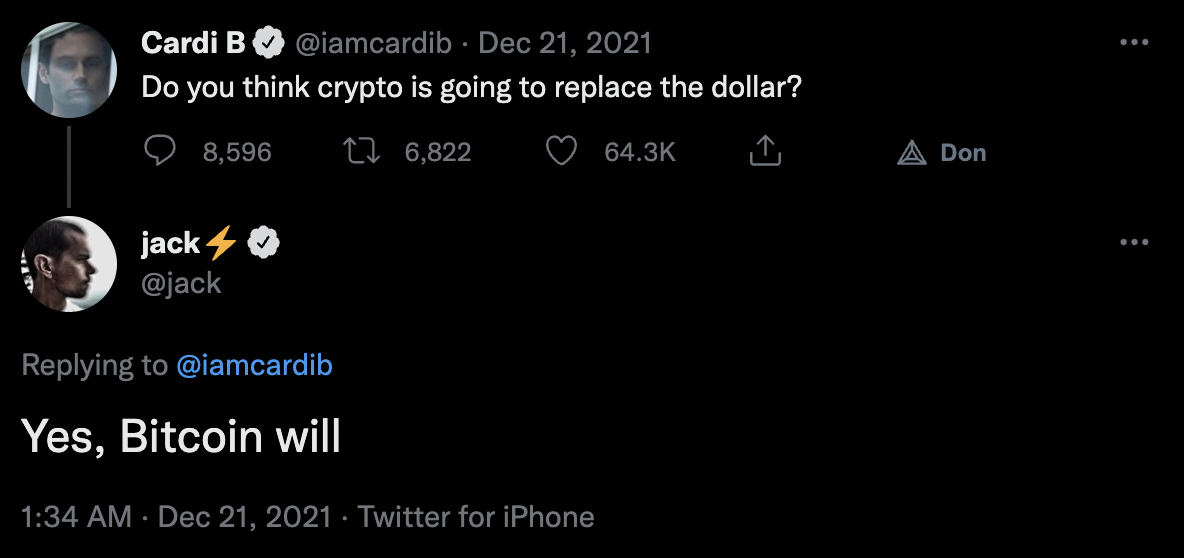 Cardi B @iamcardib · Dec 21, 2021
Do you think crypto is going to replace the dollar?
8,596 6,822 64.3K Don
jack⚡
@jack
Replying to @iamcardib
Yes, Bitcoin will
1:34 AM · Dec 21, 2021 · Twitter for iPhone